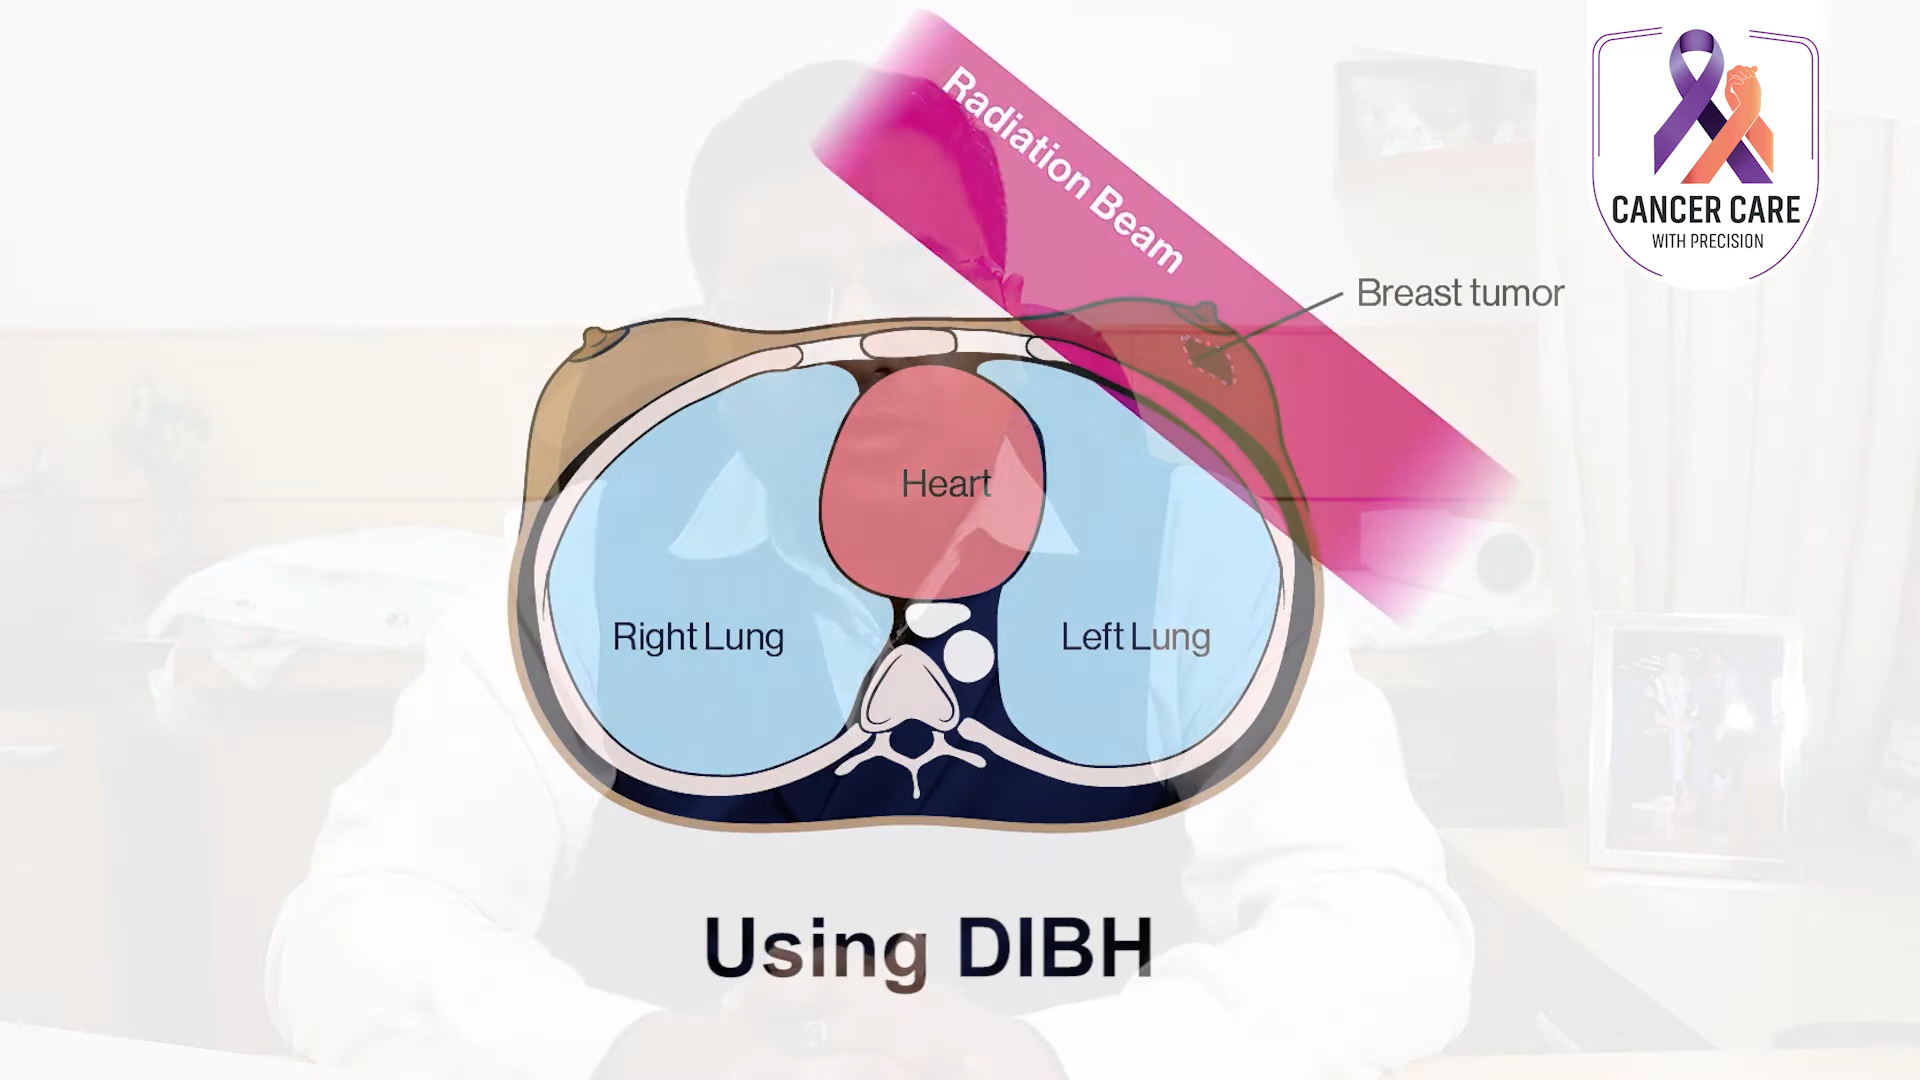 Radiation Beam
CANCER CARE
WITH PRECISION
Breast tumor
Heart
Right Lung
Left Lung
Using DIBH